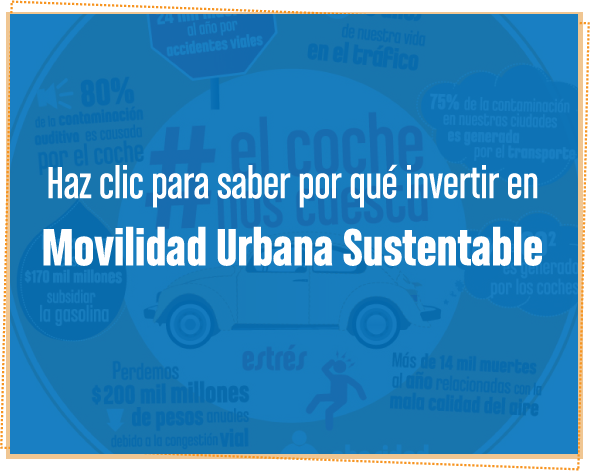 24 mil
al año por
accidentes viales
de nuestra vida
en el tráfico
80%
de la contaminación
auditiva es causada
por el coche
75% de la contaminación
en nuestras ciudades
es generado
por el transporte
#el coche
nos cuesta
Haz clic para saber por qué invertir en
Movilidad Urbana Sustentable
es generado
por los coches
$170 mil millones
subsidiar
la gasolina
estrés
Perdemos
$200 mil millones
de pesos anuales
debido a la congestión vial
Más de 14 mil muertes
al año relacionadas con la
mala calidad del aire